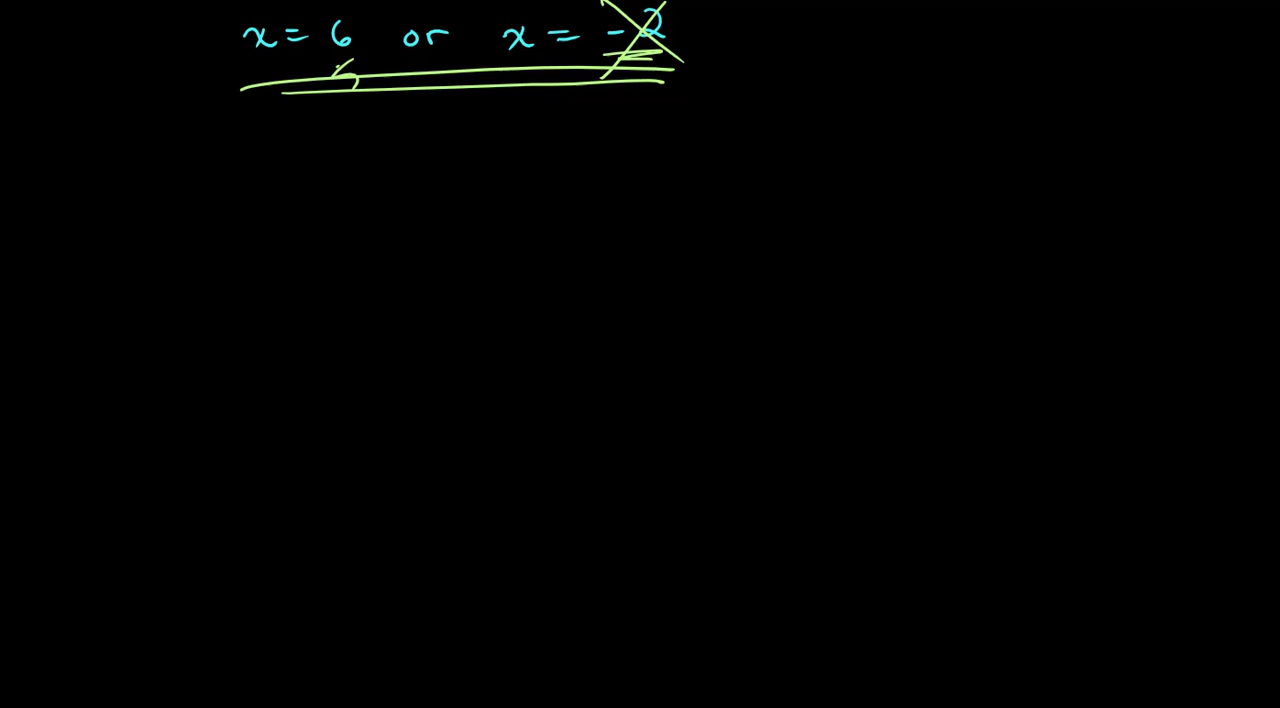 x = 6 or x = -2